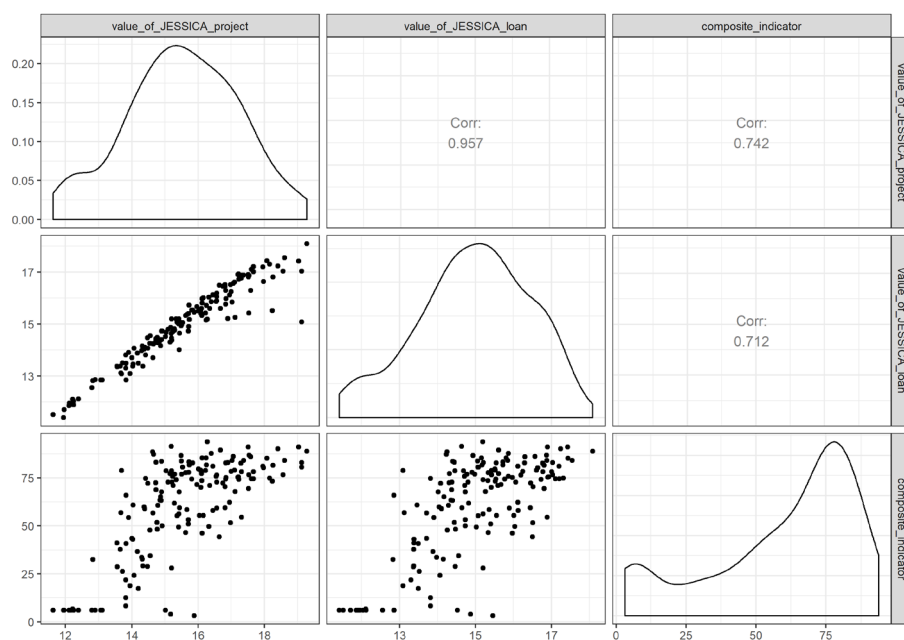 value_of_JESSICA_project value_of_JESSICA_loan composite_indicator
0.20
0.15
0.10
0.05
0.00
Corr:
0.957
Corr:
0.742
value_of_JESSICA_project
17
15
13
Corr:
0.712
value_of_JESSICA_loan
75
50
25
0
composite_indicator
12 14 16 18 13 15 17 0 25 50 75